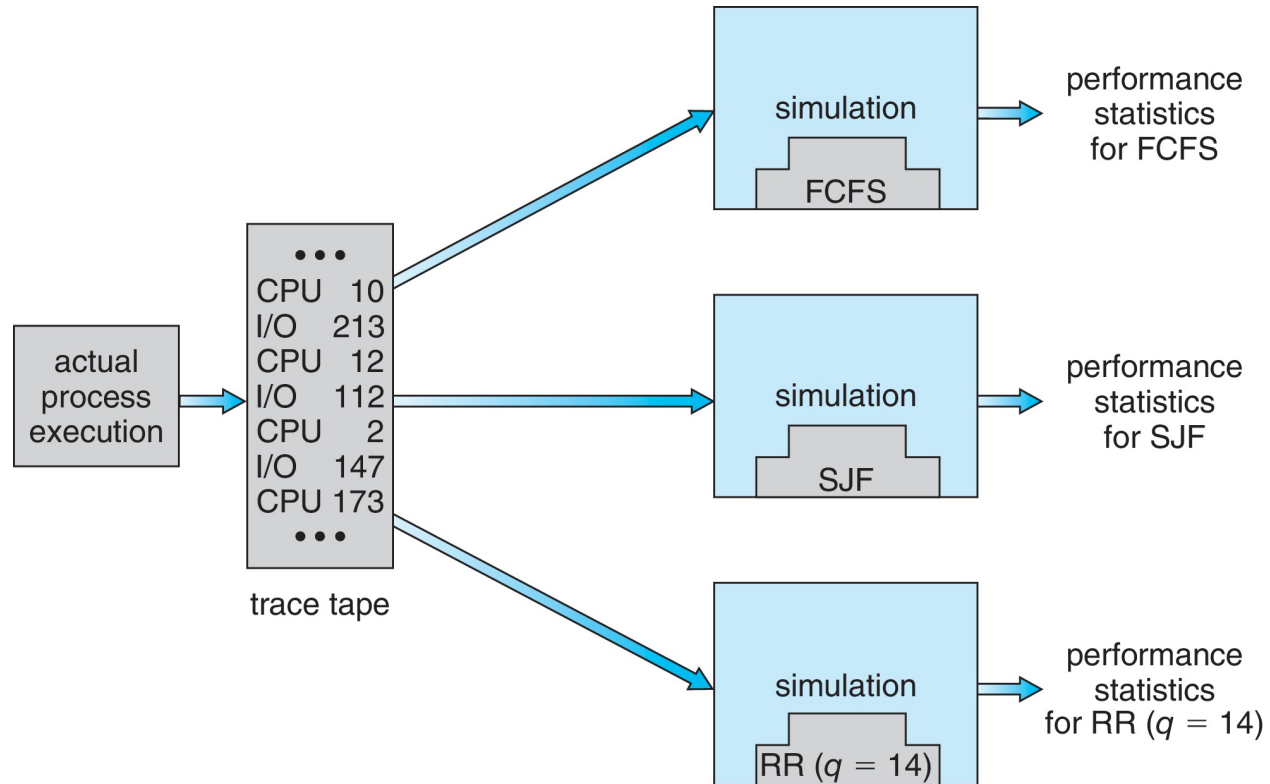 actual
process
execution
• • •
CPU 10
I/O 213
CPU 12
I/O 112
CPU 2
I/O 147
CPU 173
• • •
trace tape
simulation
FCFS
performance
statistics
for FCFS
simulation
SJF
performance
statistics
for SJF
simulation
RR (q = 14)
performance
statistics
for RR (q = 14)